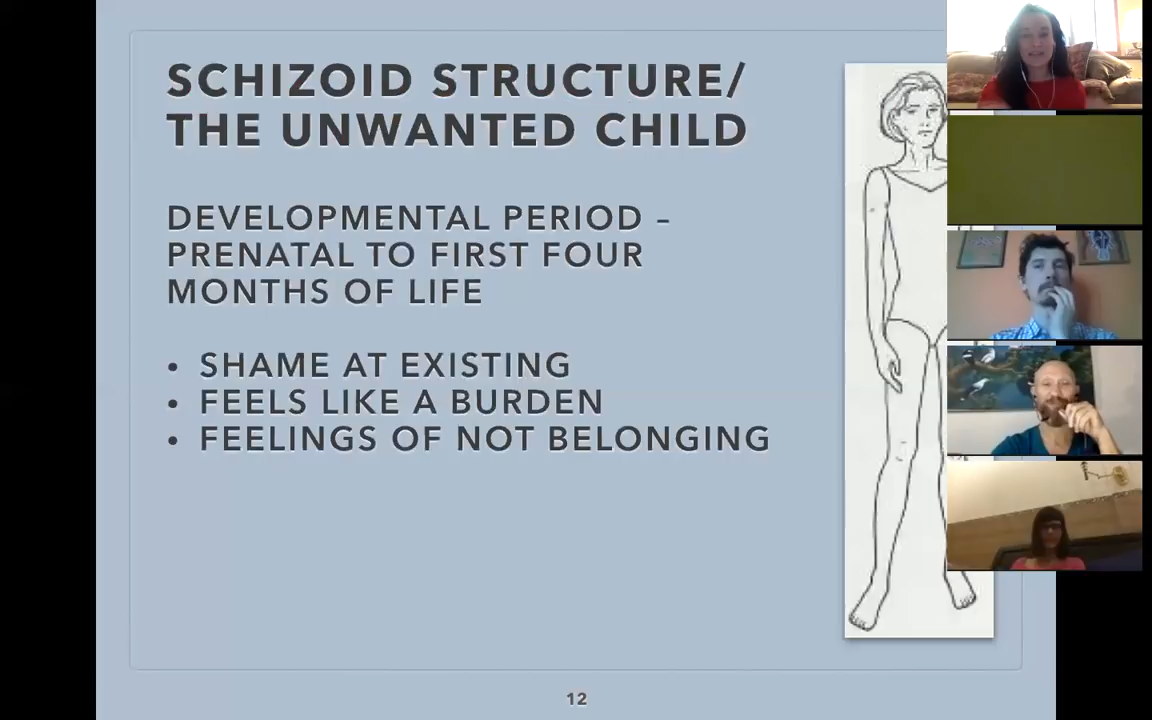 SCHIZOID STRUCTURE/
THE UNWANTED CHILD
DEVELOPMENTAL PERIOD –
PRENATAL TO FIRST FOUR
MONTHS OF LIFE
• SHAME AT EXISTING
• FEELS LIKE A BURDEN
• FEELINGS OF NOT BELONGING
12